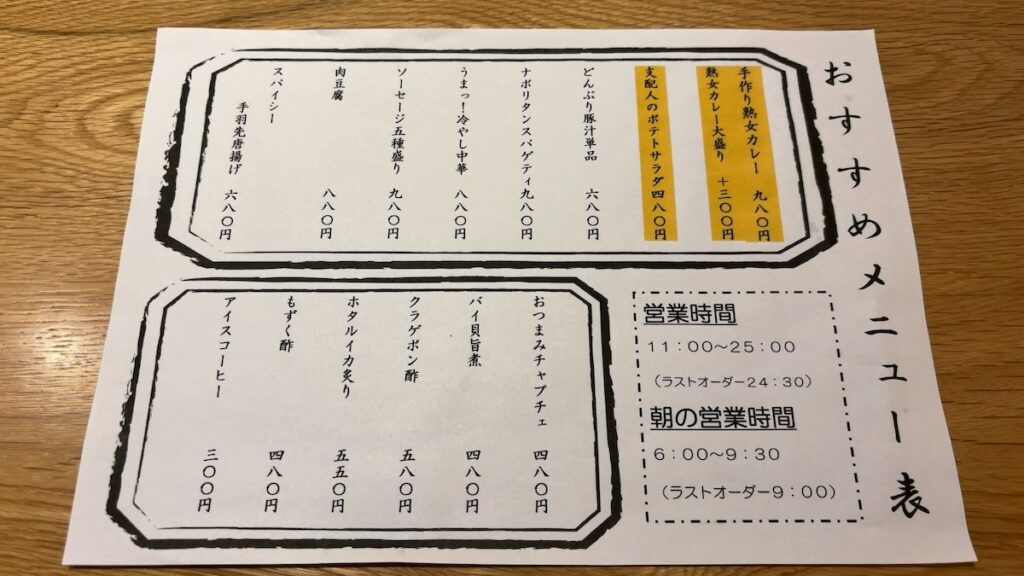 おすすめメニュー表
手作り熟女カレー 九八〇円
熟女カレー大盛り +三〇〇円
支配人のポテトサラダ 四八〇円
どんぶり豚汁単品 六八〇円
ナポリタンスパゲティ 九八〇円
うまっ！冷やし中華 八八〇円
ソーセージ五種盛り 九八〇円
肉豆腐 八八〇円
スパイシー
手羽先唐揚げ 六八〇円
おつまみチャプチェ 四八〇円
バイ貝旨煮 四八〇円
クラゲポン酢 五八〇円
ホタルイカ炙り 五五〇円
もずく酢 四八〇円
アイスコーヒー 三〇〇円
営業時間
11：00～25：00
（ラストオーダー24：30）
朝の営業時間
6：00～9：30
（ラストオーダー9：00）